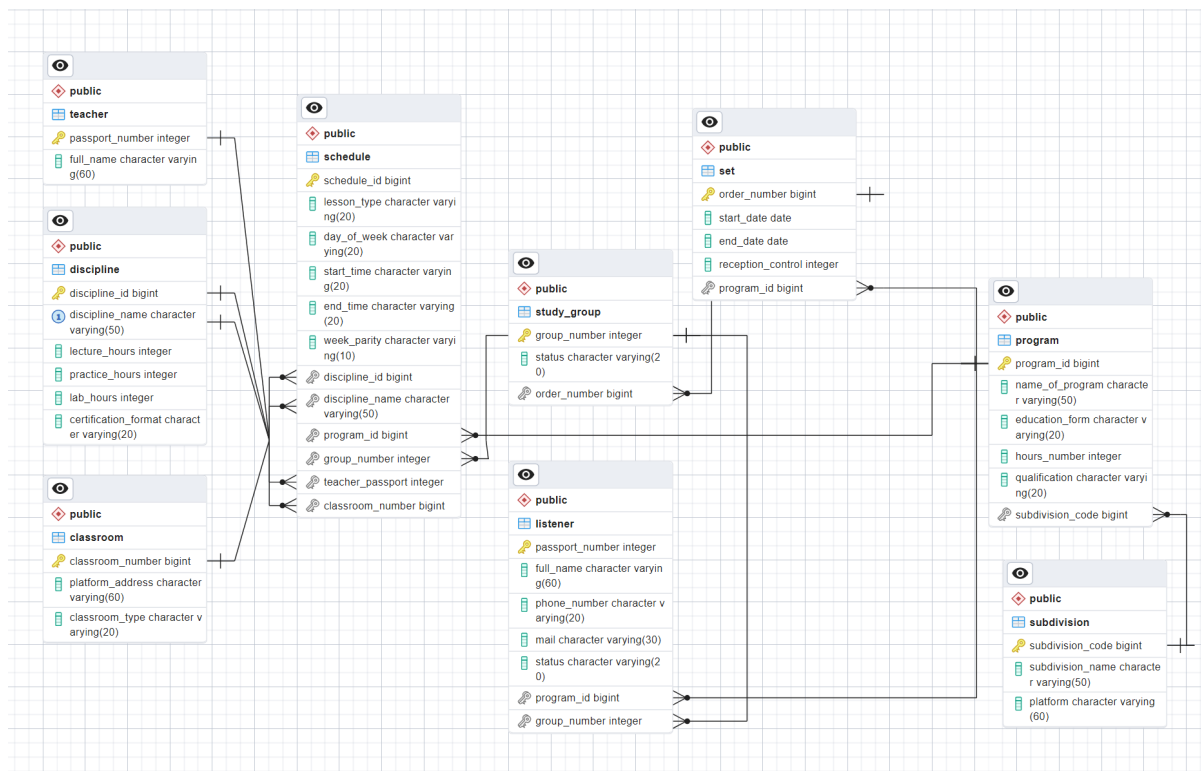 public
teacher
passport_number integer
full_name character varyin
g(60)
public
discipline
discipline_id bigint
discipline_name character
varying(50)
lecture_hours integer
practice_hours integer
lab_hours integer
certification_format charact
er varying(20)
public
classroom
classroom_number bigint
platform_address character
varying(60)
classroom_type character v
arying(20)
public
schedule
schedule_id bigint
lesson_type character varyi
ng(20)
day_of_week character var
ying(20)
start_time character varyin
g(20)
end_time character varying
(20)
week_parity character varyi
ng(10)
discipline_id bigint
discipline_name character
varying(50)
program_id bigint
group_number integer
teacher_passport integer
classroom_number bigint
public
study_group
group_number integer
status character varying(2
0)
order_number bigint
public
listener
passport_number integer
full_name character varyin
g(60)
phone_number character v
arying(20)
mail character varying(30)
status character varying(2
0)
program_id bigint
group_number integer
public
set
order_number bigint
start_date date
end_date date
reception_control integer
program_id bigint
public
program
program_id bigint
name_of_program characte
r varying(50)
education_form character v
arying(20)
hours_number integer
qualification character varyi
ng(20)
subdivision_code bigint
public
subdivision
subdivision_code bigint
subdivision_name characte
r varying(50)
platform character varying
(60)